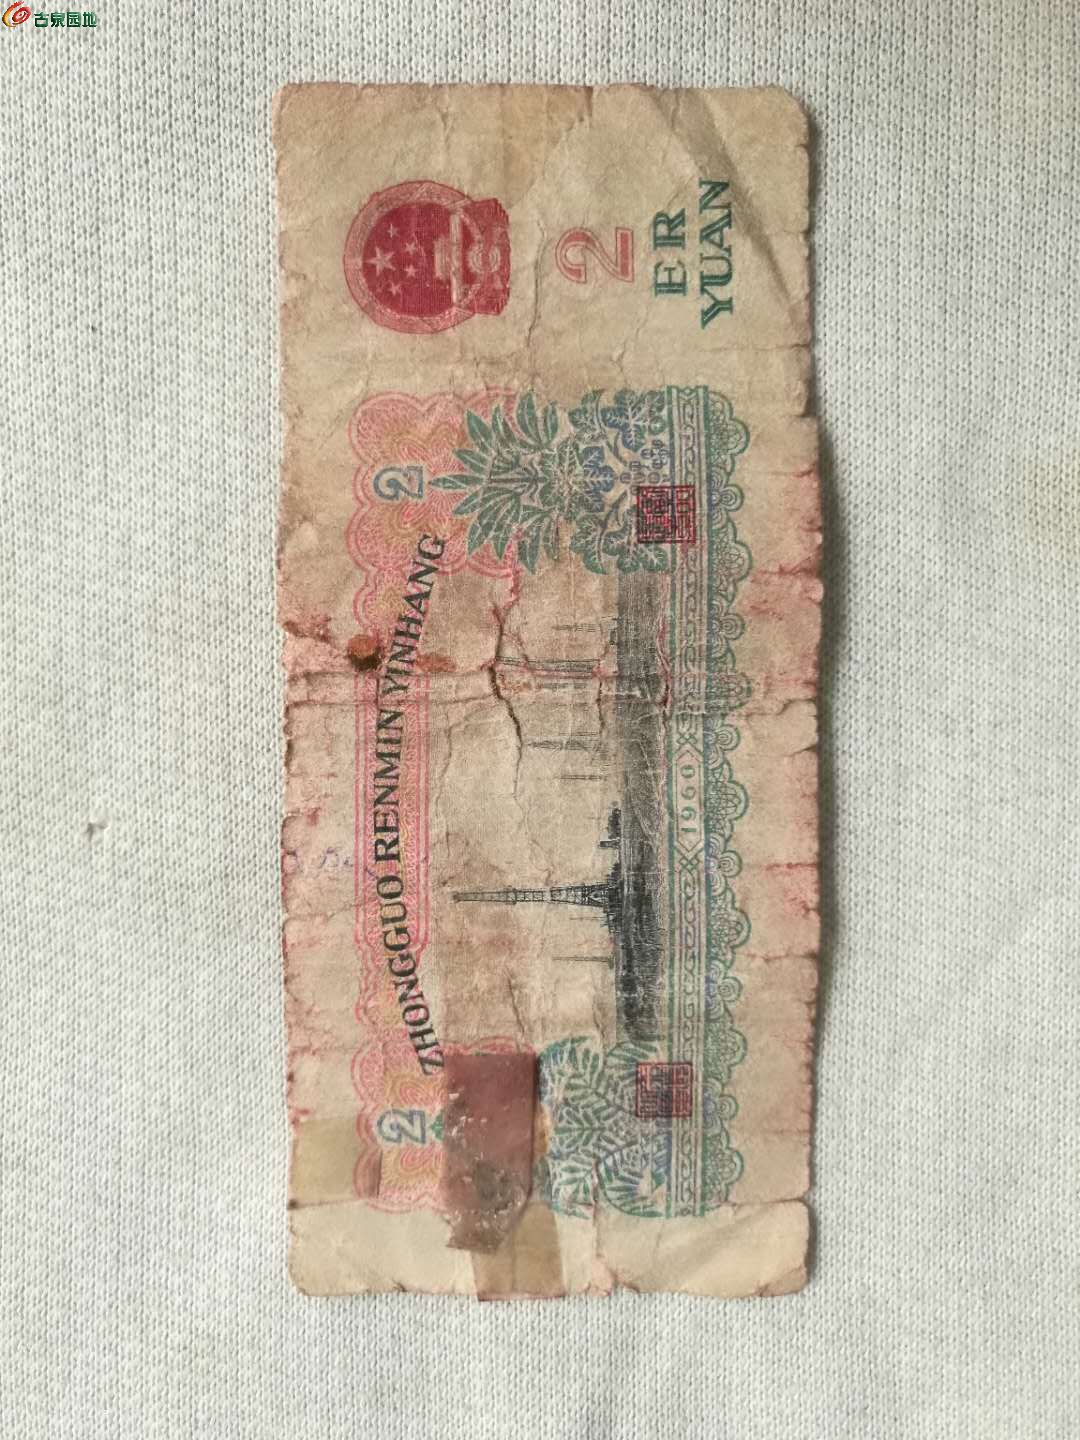 古泉园地
ZHONGGUO RENMIN YINHANG
2
2
1960
2
ER
YUAN